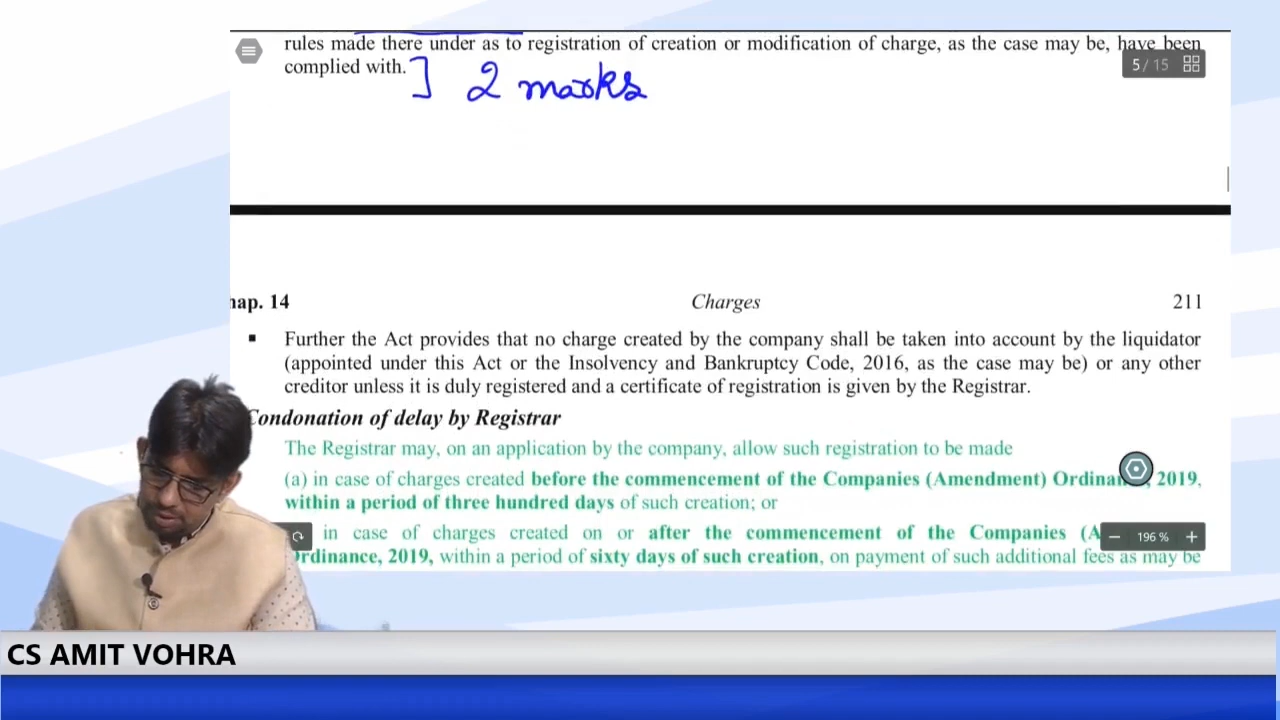 rules made there under as to registration of creation or modification of charge, as the case may be, have been
complied with. ] 2 marks
5 / 15
hap. 14 Charges 211
▪ Further the Act provides that no charge created by the company shall be taken into account by the liquidator
(appointed under this Act or the Insolvency and Bankruptcy Code, 2016, as the case may be) or any other
creditor unless it is duly registered and a certificate of registration is given by the Registrar.
Condonation of delay by Registrar
The Registrar may, on an application by the company, allow such registration to be made
(a) in case of charges created before the commencement of the Companies (Amendment) Ordinan 2019,
within a period of three hundred days of such creation; or
in case of charges created on or after the commencement of the Companies (A
rdinance, 2019, within a period of sixty days of such creation, on payment of such additional fees as may be
− 196 % +
CS AMIT VOHRA